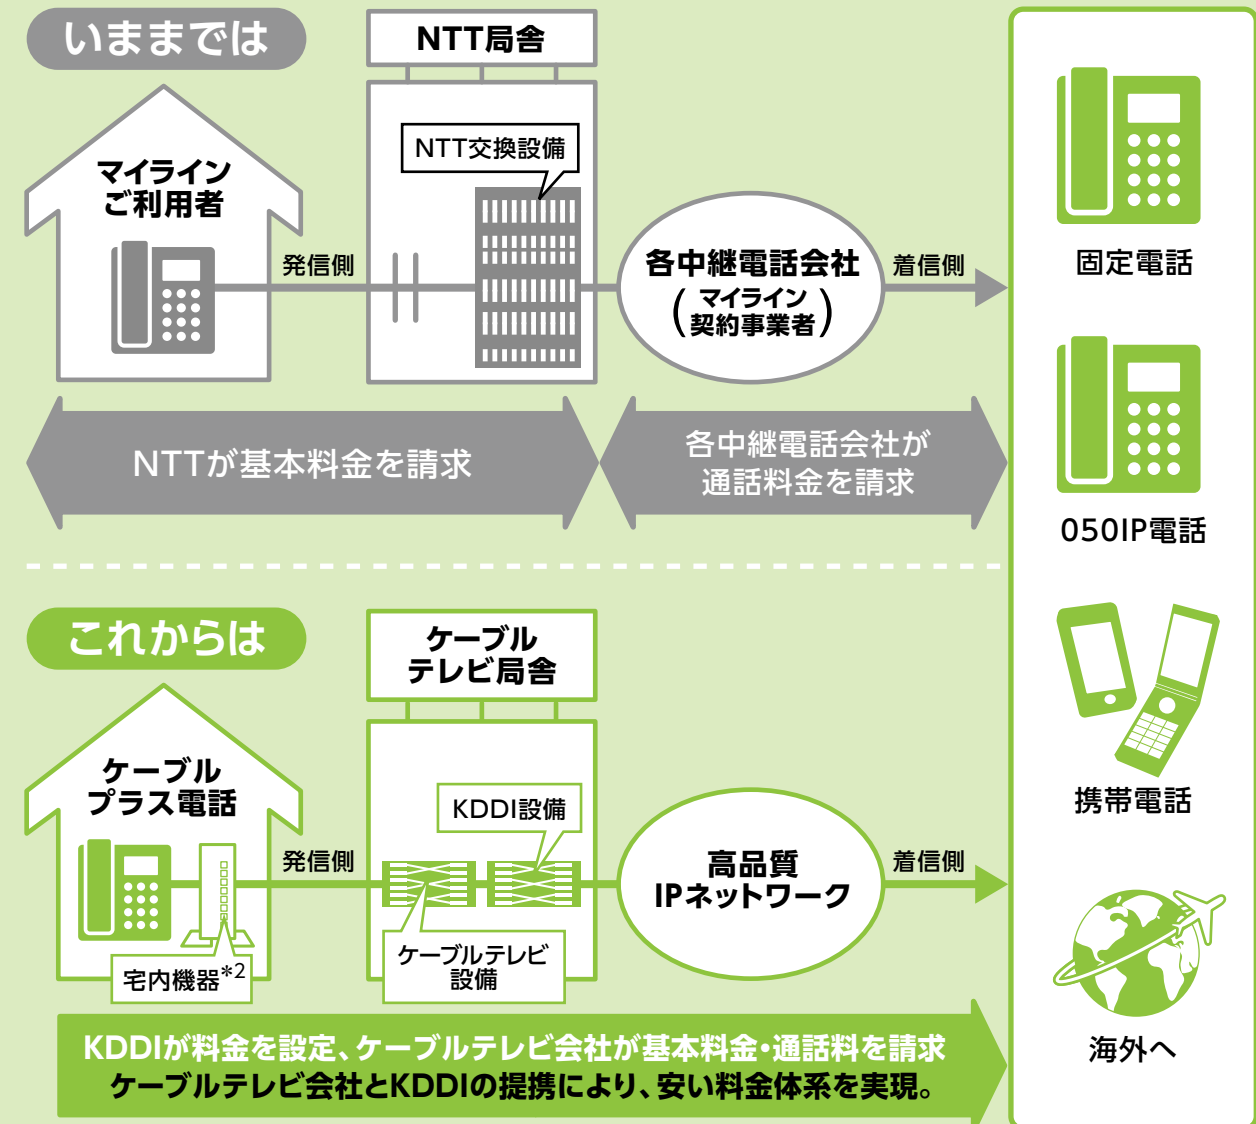 いままでは
NTT局舎
NTT交換設備
マイライン
ご利用者
発信側
各中継電話会社
(マイライン
契約事業者)
着信側
NTTが基本料金を請求
各中継電話会社が
通話料金を請求
これからは
ケーブル
テレビ局舎
ケーブル
プラス電話
宅内機器*2
発信側
KDDI設備
ケーブルテレビ
設備
高品質
IPネットワーク
着信側
KDDIが料金を設定、ケーブルテレビ会社が基本料金・通話料を請求
ケーブルテレビ会社とKDDIの提携により、安い料金体系を実現。
固定電話
050IP電話
携帯電話
海外へ